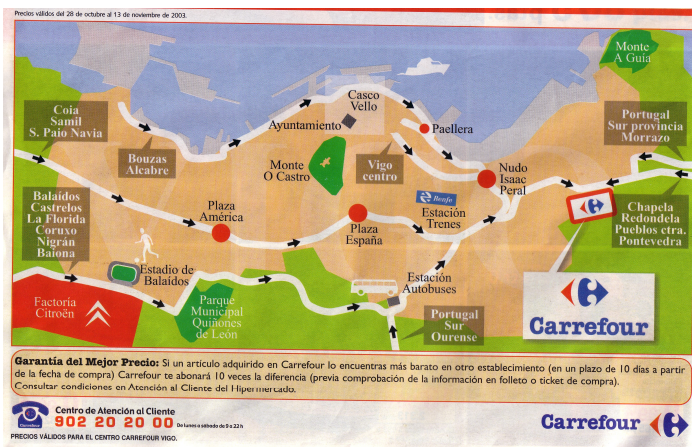 Precios válidos del 28 de octubre al 13 de noviembre de 2003.
Monte
A Guía
Coia
Samil
S. Paio Navia
Casco
Vello
Ayuntamiento
Paellera
Portugal
Sur provincia
Morrazo
Bouzas
Alcabre
Monte
O Castro
Vigo
centro
Nudo
Isaac
Peral
Balaídos
Castrelos
La Florida
Coruxo
Nigrán
Baiona
Plaza
América
Renfe
Estación
Trenes
Plaza
España
Chapela
Redondela
Pueblos ctra.
Pontevedra
Estadio de
Balaídos
Estación
Autobuses
Factoría
Citroën
Parque
Municipal
Quiñones
de León
Portugal
Sur
Ourense
Carrefour
Garantía del Mejor Precio: Si un artículo adquirido en Carrefour lo encuentras más barato en otro establecimiento (en un plazo de 10 días a partir
de la fecha de compra) Carrefour te abonará 10 veces la diferencia (previa comprobación de la información en folleto o ticket de compra).
Consultar condiciones en Atención al Cliente del Hipermercado.
Carrefour
Centro de Atención al Cliente
902 20 20 00 De lunes a sábado de 9 a 22 h
Carrefour
PRECIOS VÁLIDOS PARA EL CENTRO CARREFOUR VIGO.